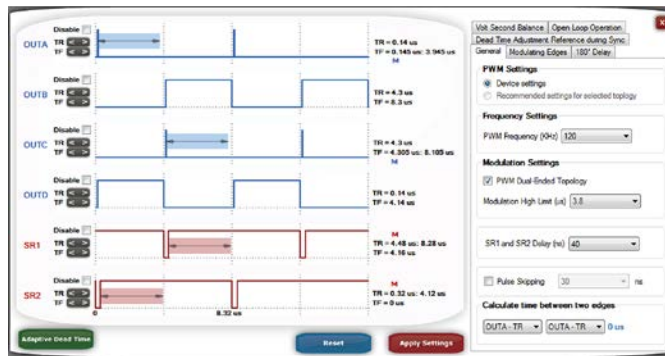 Disable
OUTA TR < > TF < >
TR = 0.14 us
TF = 0.145 us: 3.945 us
M
Disable
OUTB TR < > TF < >
TR = 4.3 us
TF = 8.3 us
Disable
OUTC TR < > TF < >
TR = 4.3 us
TF = 4.305 us: 8.105 us
M
Disable
OUTD TR < > TF < >
TR = 0.14 us
TF = 4.14 us
Disable
SR1 TR < > TF < >
M
TR = 4.48 us: 8.28 us
TF = 4.16 us
Disable
SR2 TR < > TF < >
M
TR = 0.32 us: 4.12 us
TF = 0 us
0 8.32 us
Adaptive Dead Time Reset Apply Settings
X
Volt Second Balance Open Loop Operation
Dead Time Adjustment Reference during Sync
General Modulating Edges 180° Delay
PWM Settings
Device settings
Recommended settings for selected toplogy
Frequency Settings
PWM Frequency (KHz) 120
Modulation Settings
PWM Dual-Ended Topology
Modulation High Limit (μs) 3.8
SR1 and SR2 Delay (ns) 40
Pulse Skipping 30 ns
Calculate time between two edges
OUTA - TR OUTA - TR 0 us